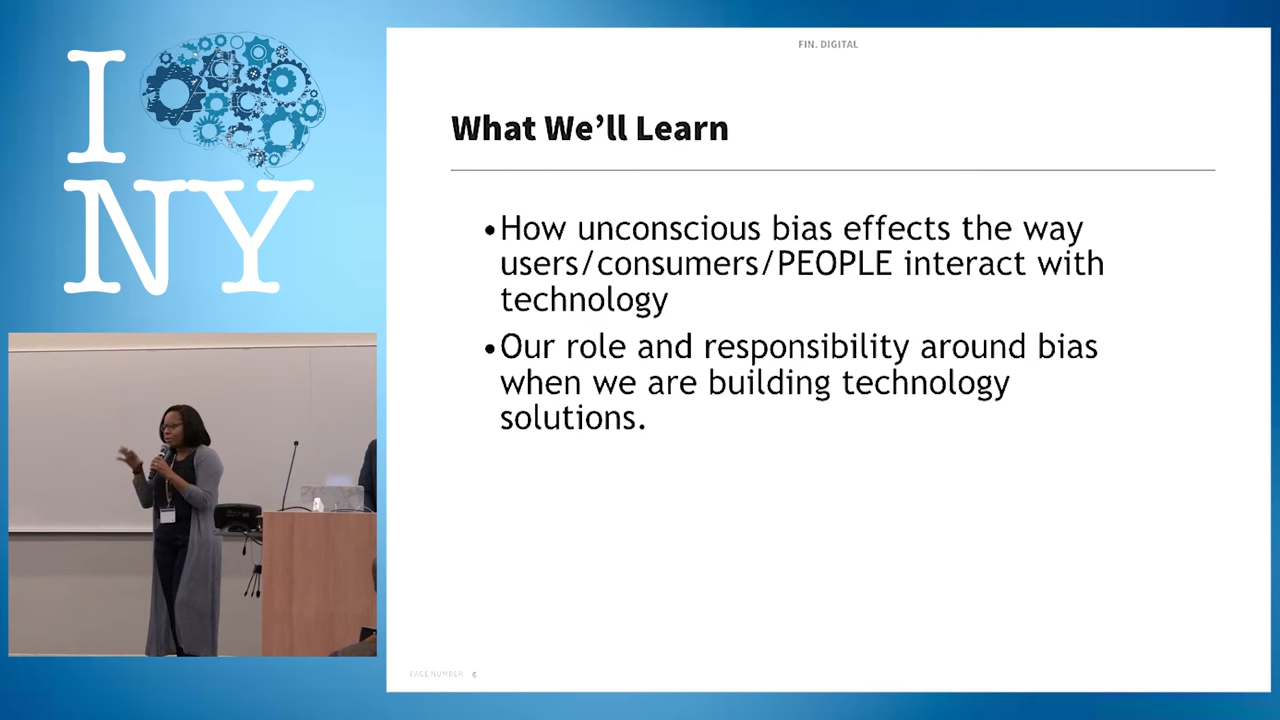 I
NY
FIN. DIGITAL
What We’ll Learn
•How unconscious bias effects the way
users/consumers/PEOPLE interact with
technology
•Our role and responsibility around bias
when we are building technology
solutions.
PAGE NUMBER 6